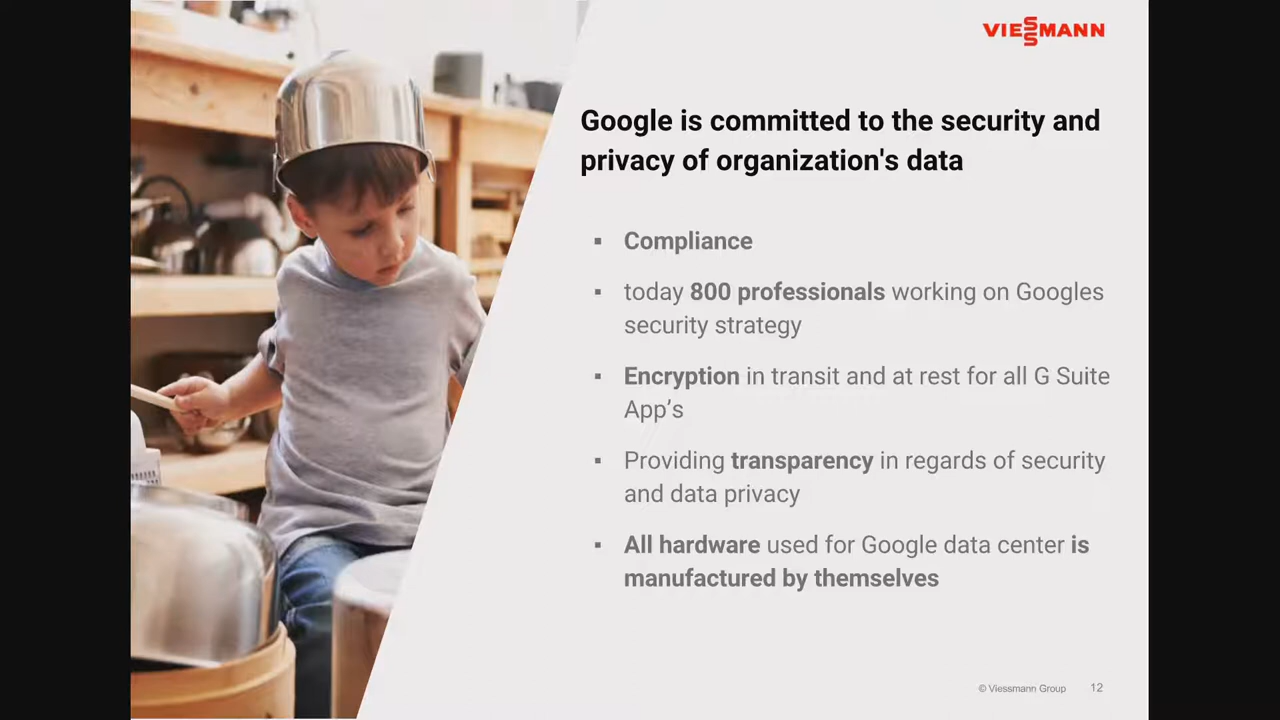 VIESSMANN
Google is committed to the security and
privacy of organization's data
▪ Compliance
▪ today 800 professionals working on Googles
security strategy
▪ Encryption in transit and at rest for all G Suite
App’s
▪ Providing transparency in regards of security
and data privacy
▪ All hardware used for Google data center is
manufactured by themselves
© Viessmann Group 12